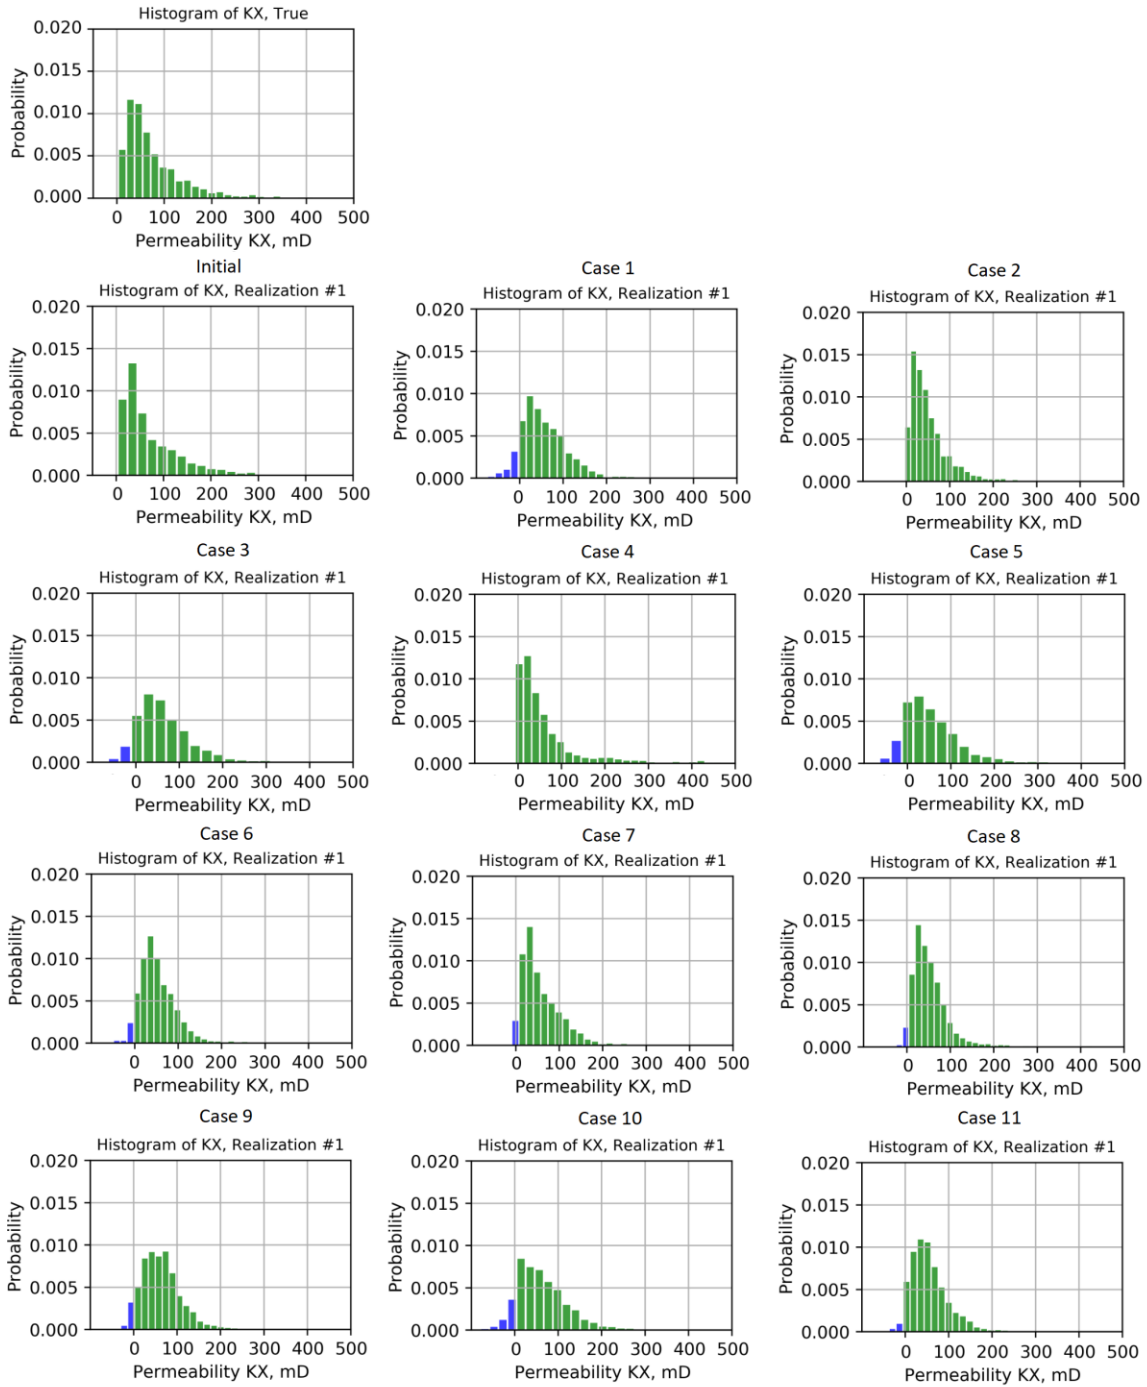 Histogram of KX, True
0.020
0.015
0.010
0.005
0.000
Probability
0 100 200 300 400 500
Permeability KX, mD
Initial
Histogram of KX, Realization #1
0.020
0.015
0.010
0.005
0.000
Probability
0 100 200 300 400 500
Permeability KX, mD
Case 1
Histogram of KX, Realization #1
0.020
0.015
0.010
0.005
0.000
Probability
0 100 200 300 400 500
Permeability KX, mD
Case 2
Histogram of KX, Realization #1
0.020
0.015
0.010
0.005
0.000
Probability
0 100 200 300 400 500
Permeability KX, mD
Case 3
Histogram of KX, Realization #1
0.020
0.015
0.010
0.005
0.000
Probability
0 100 200 300 400 500
Permeability KX, mD
Case 4
Histogram of KX, Realization #1
0.020
0.015
0.010
0.005
0.000
Probability
0 100 200 300 400 500
Permeability KX, mD
Case 5
Histogram of KX, Realization #1
0.020
0.015
0.010
0.005
0.000
Probability
0 100 200 300 400 500
Permeability KX, mD
Case 6
Histogram of KX, Realization #1
0.020
0.015
0.010
0.005
0.000
Probability
0 100 200 300 400 500
Permeability KX, mD
Case 7
Histogram of KX, Realization #1
0.020
0.015
0.010
0.005
0.000
Probability
0 100 200 300 400 500
Permeability KX, mD
Case 8
Histogram of KX, Realization #1
0.020
0.015
0.010
0.005
0.000
Probability
0 100 200 300 400 500
Permeability KX, mD
Case 9
Histogram of KX, Realization #1
0.020
0.015
0.010
0.005
0.000
Probability
0 100 200 300 400 500
Permeability KX, mD
Case 10
Histogram of KX, Realization #1
0.020
0.015
0.010
0.005
0.000
Probability
0 100 200 300 400 500
Permeability KX, mD
Case 11
Histogram of KX, Realization #1
0.020
0.015
0.010
0.005
0.000
Probability
0 100 200 300 400 500
Permeability KX, mD